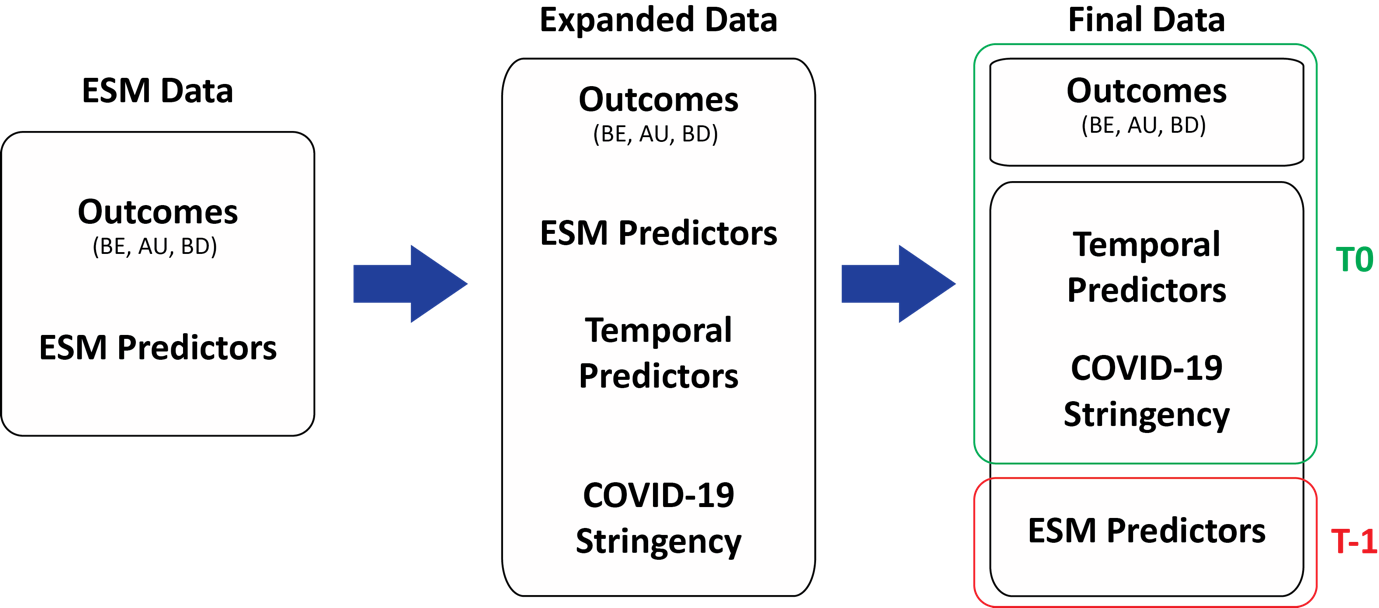 ESM Data
Outcomes
(BE, AU, BD)
ESM Predictors
Expanded Data
Outcomes
(BE, AU, BD)
ESM Predictors
Temporal
Predictors
COVID-19
Stringency
Final Data
Outcomes
(BE, AU, BD)
Temporal
Predictors
COVID-19
Stringency
T0
ESM Predictors
T-1